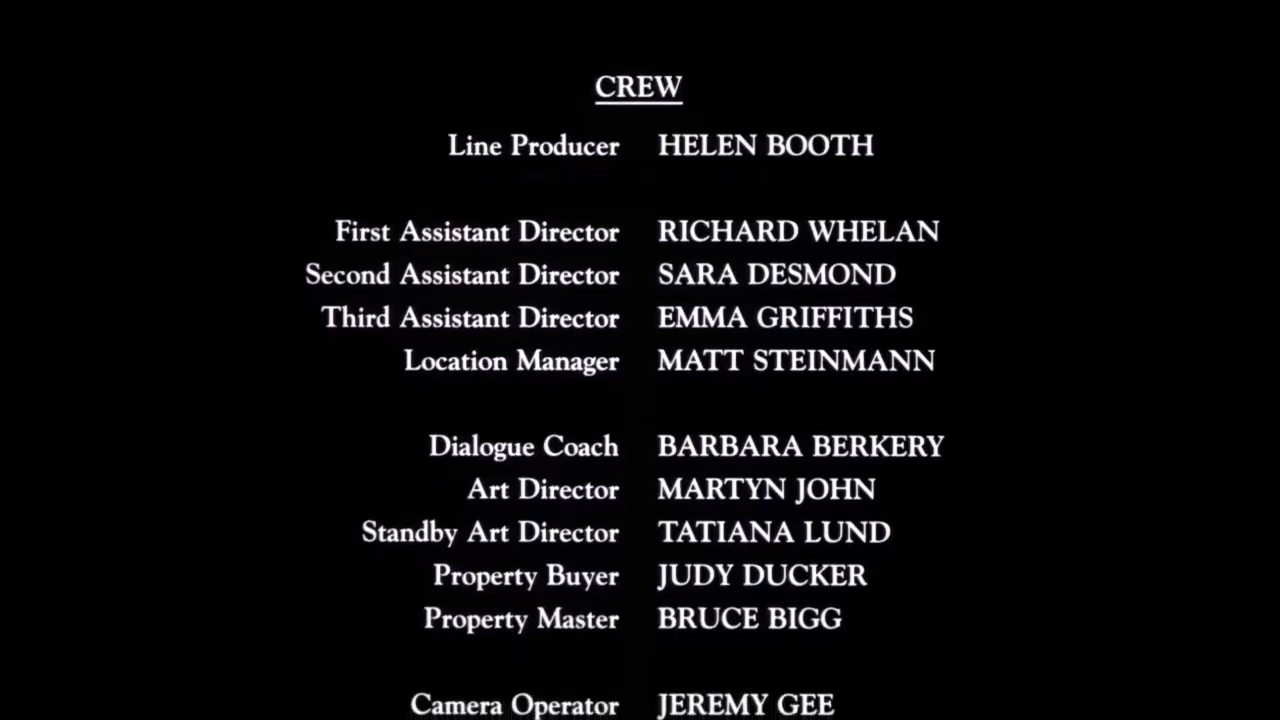 CREW
Line Producer HELEN BOOTH
First Assistant Director RICHARD WHELAN
Second Assistant Director SARA DESMOND
Third Assistant Director EMMA GRIFFITHS
Location Manager MATT STEINMANN
Dialogue Coach BARBARA BERKERY
Art Director MARTYN JOHN
Standby Art Director TATIANA LUND
Property Buyer JUDY DUCKER
Property Master BRUCE BIGG
Camera Operator JEREMY GEE